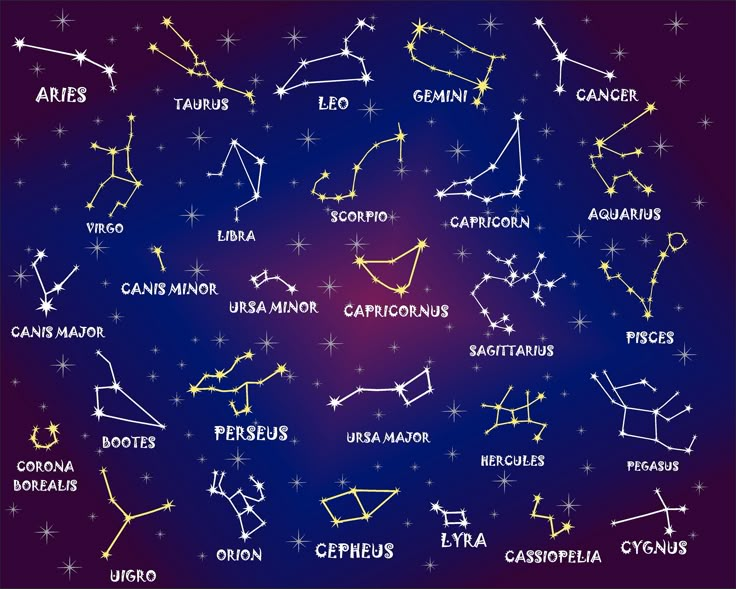 ARIES
TAURUS
LEO
GEMINI
CANCER
VIRGO
LIBRA
SCORPIO
CAPRICORN
AQUARIUS
CANIS MAJOR
CANIS MINOR
URSA MINOR
CAPRICORNUS
SAGITTARIUS
PISCES
CORONA
BOREALIS
BOOTES
PERSEUS
URSA MAJOR
HERCULES
PEGASUS
UIGRO
ORION
CEPHEUS
LYRA
CASSIOPELIA
CYGNUS